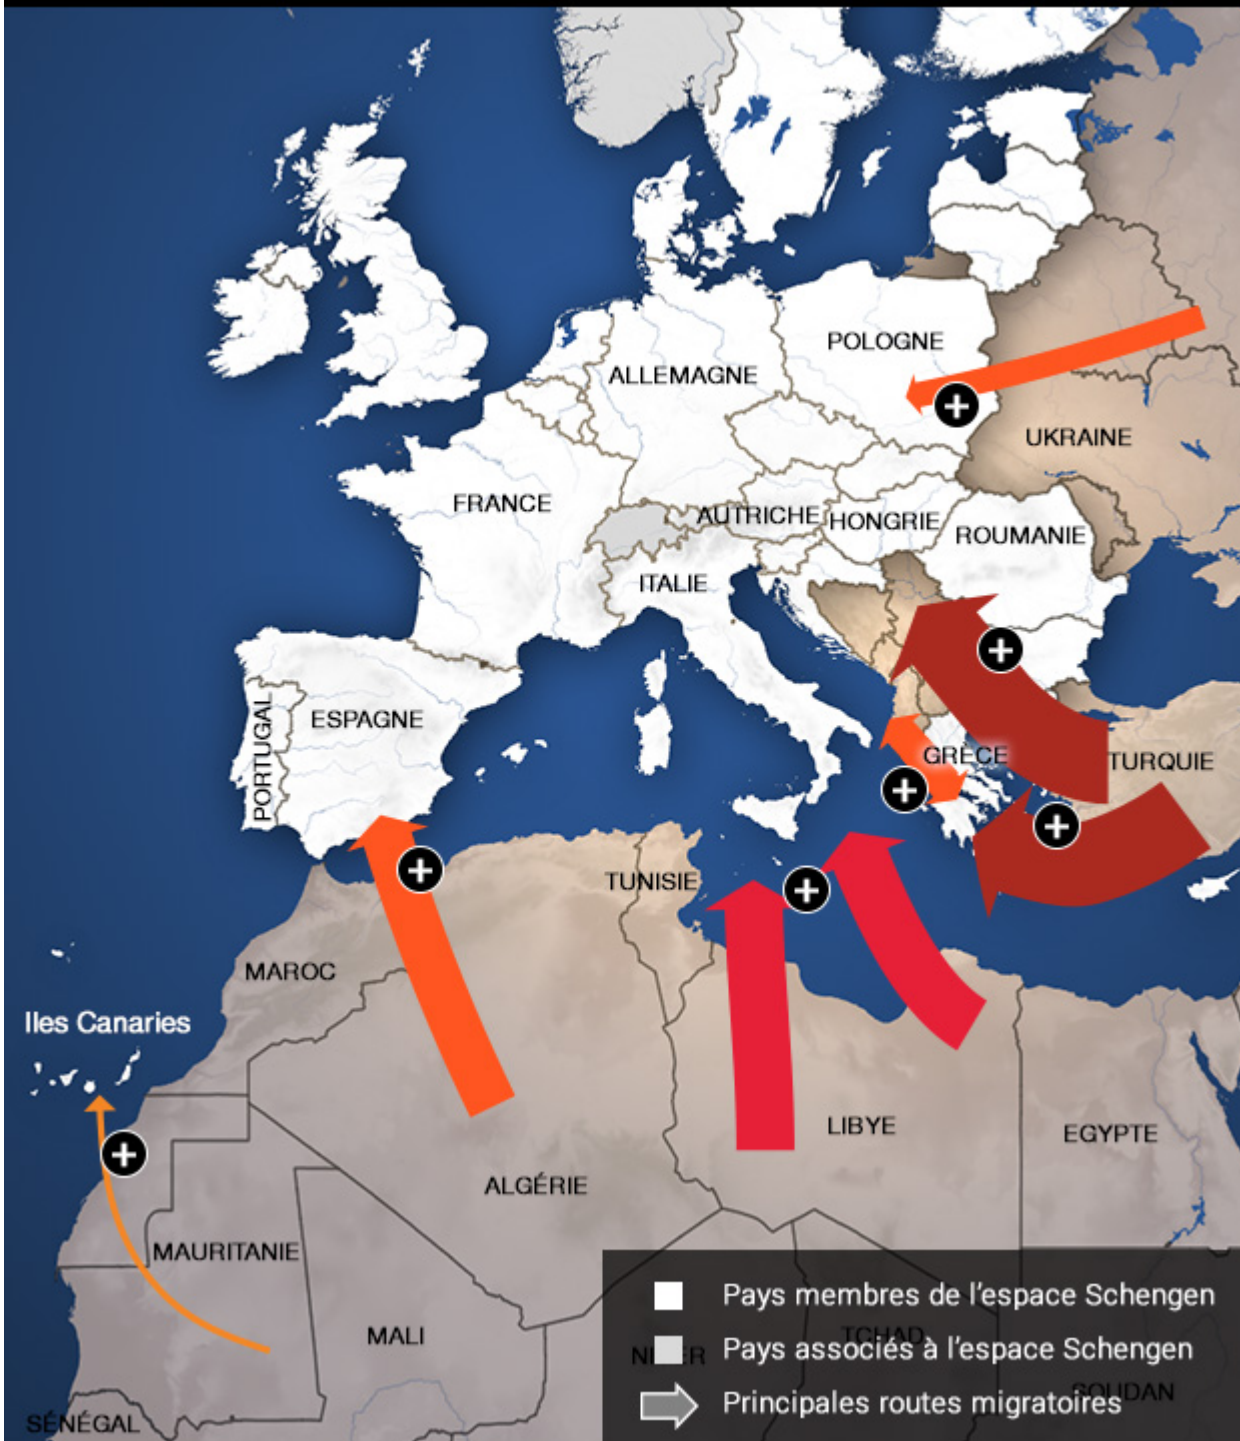 POLOGNE
ALLEMAGNE
UKRAINE
FRANCE
AUTRICHE
HONGRIE
ROUMANIE
ITALIE
PORTUGAL
ESPAGNE
GRÈCE
TURQUIE
TUNISIE
MAROC
Iles Canaries
LIBYE
EGYPTE
ALGÉRIE
MAURITANIE
MALI
NIGER
TCHAD
SOUDAN
SÉNÉGAL
Pays membres de l'espace Schengen
Pays associés à l'espace Schengen
Principales routes migratoires